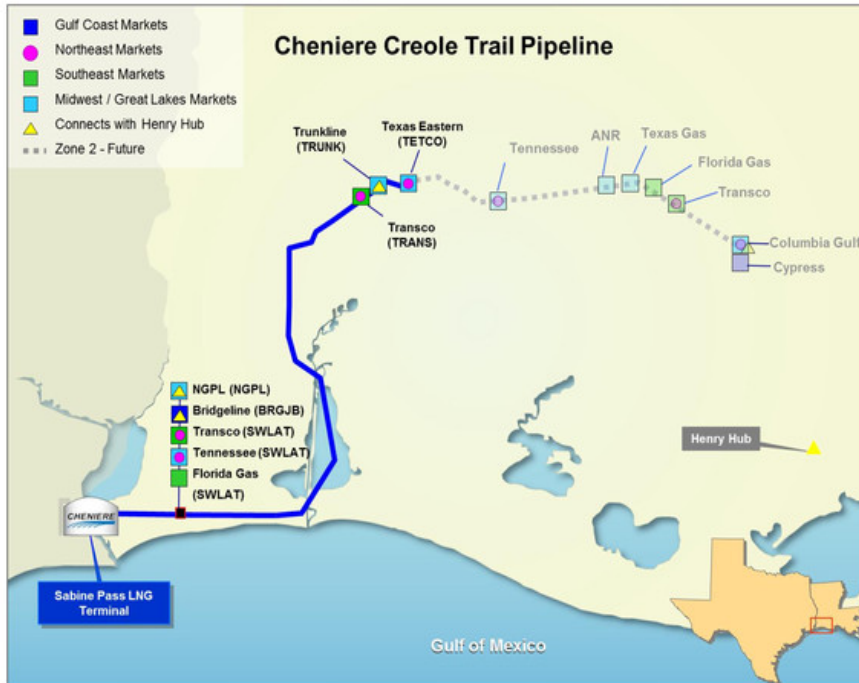 Gulf Coast Markets
Northeast Markets
Southeast Markets
Midwest / Great Lakes Markets
Connects with Henry Hub
Zone 2 - Future
Cheniere Creole Trail Pipeline
Trunkline
(TRUNK)
Texas Eastern
(TETCO)
Tennessee
ANR
Texas Gas
Florida Gas
Transco
Transco
(TRANS)
Columbia Gulf
Cypress
NGPL (NGPL)
Bridgeline (BRGJB)
Transco (SWLAT)
Tennessee (SWLAT)
Florida Gas
(SWLAT)
Henry Hub
CHENIERE
Sabine Pass LNG
Terminal
Gulf of Mexico